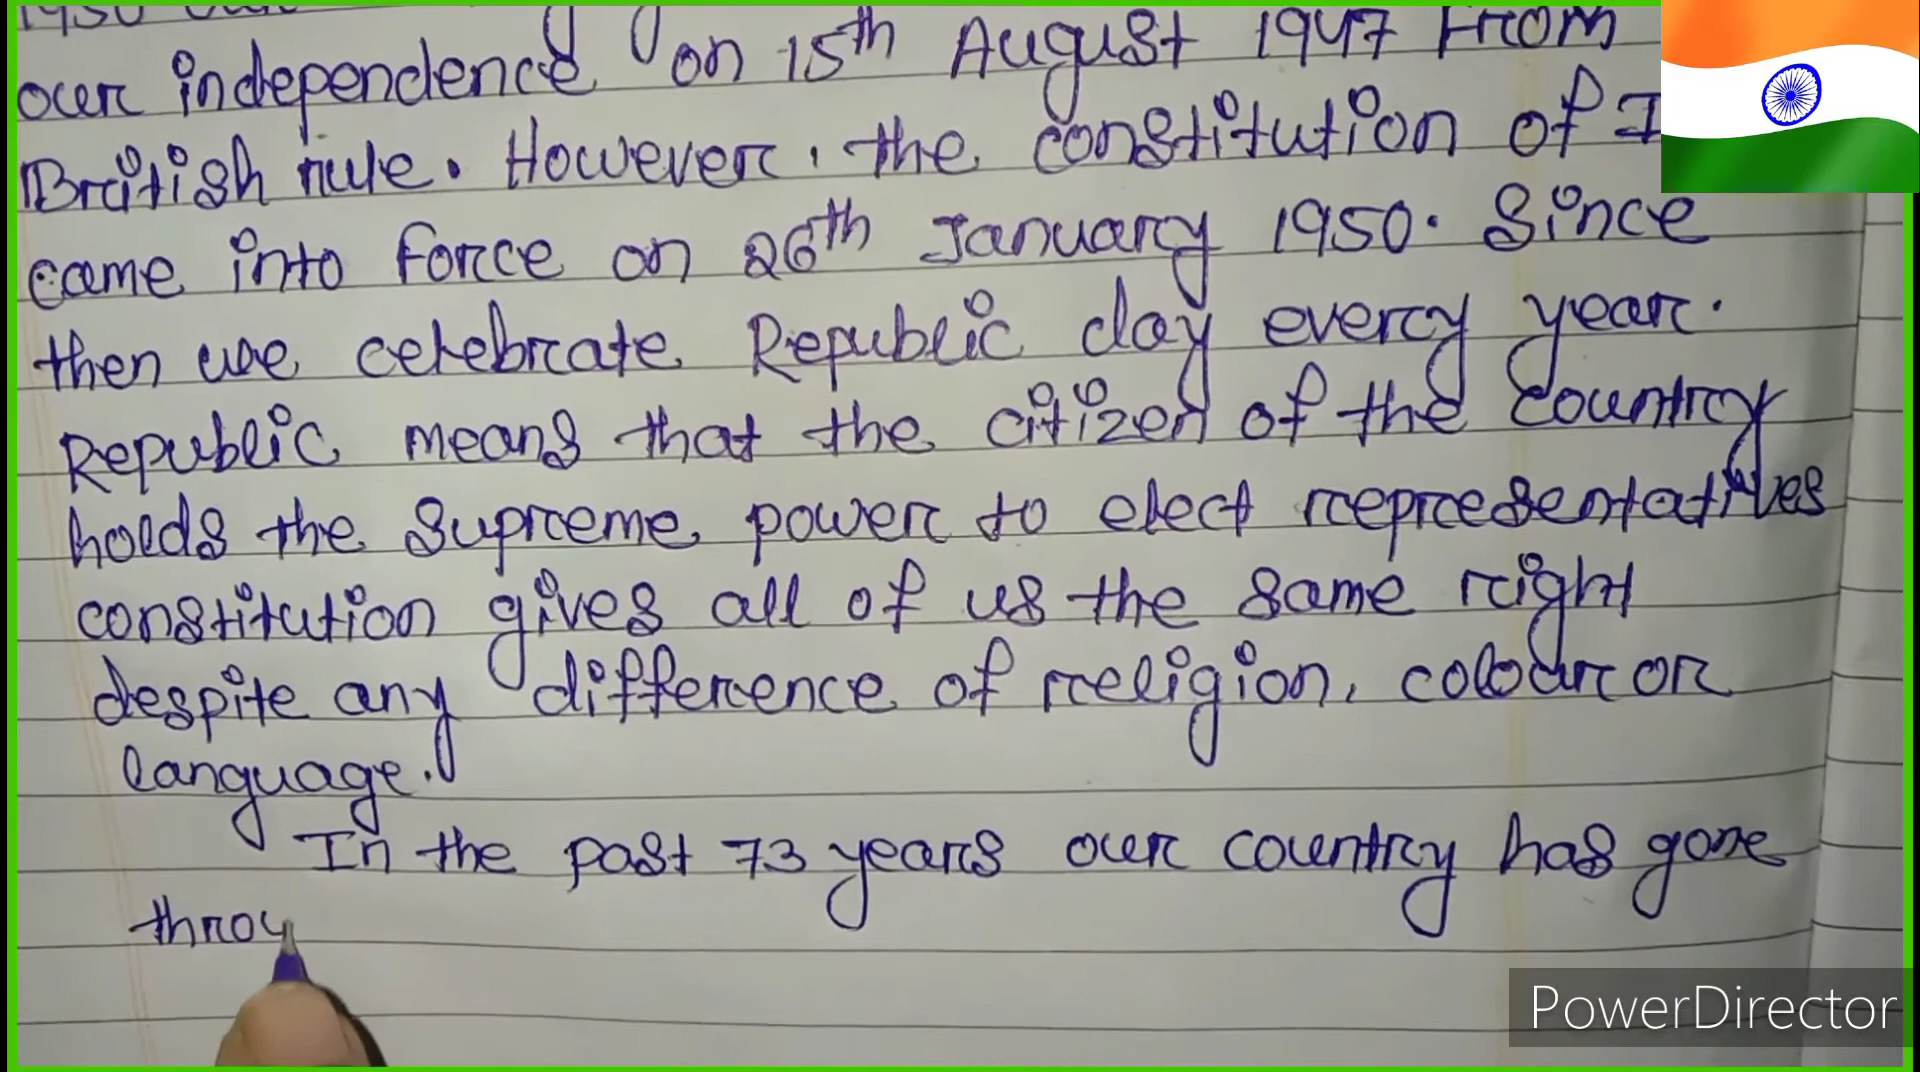 1950
our independence on 15th August 1947 From
British rule. However, the constitution of I
came into force on 26th January 1950. Since
then we celebrate Republic day every year.
Republic means that the citizen of the country
holds the Supreme power to elect representatives
constitution gives all of us the same right
despite any difference of religion, colour or
language.
In the past 73 years our country has gone
throu
PowerDirector